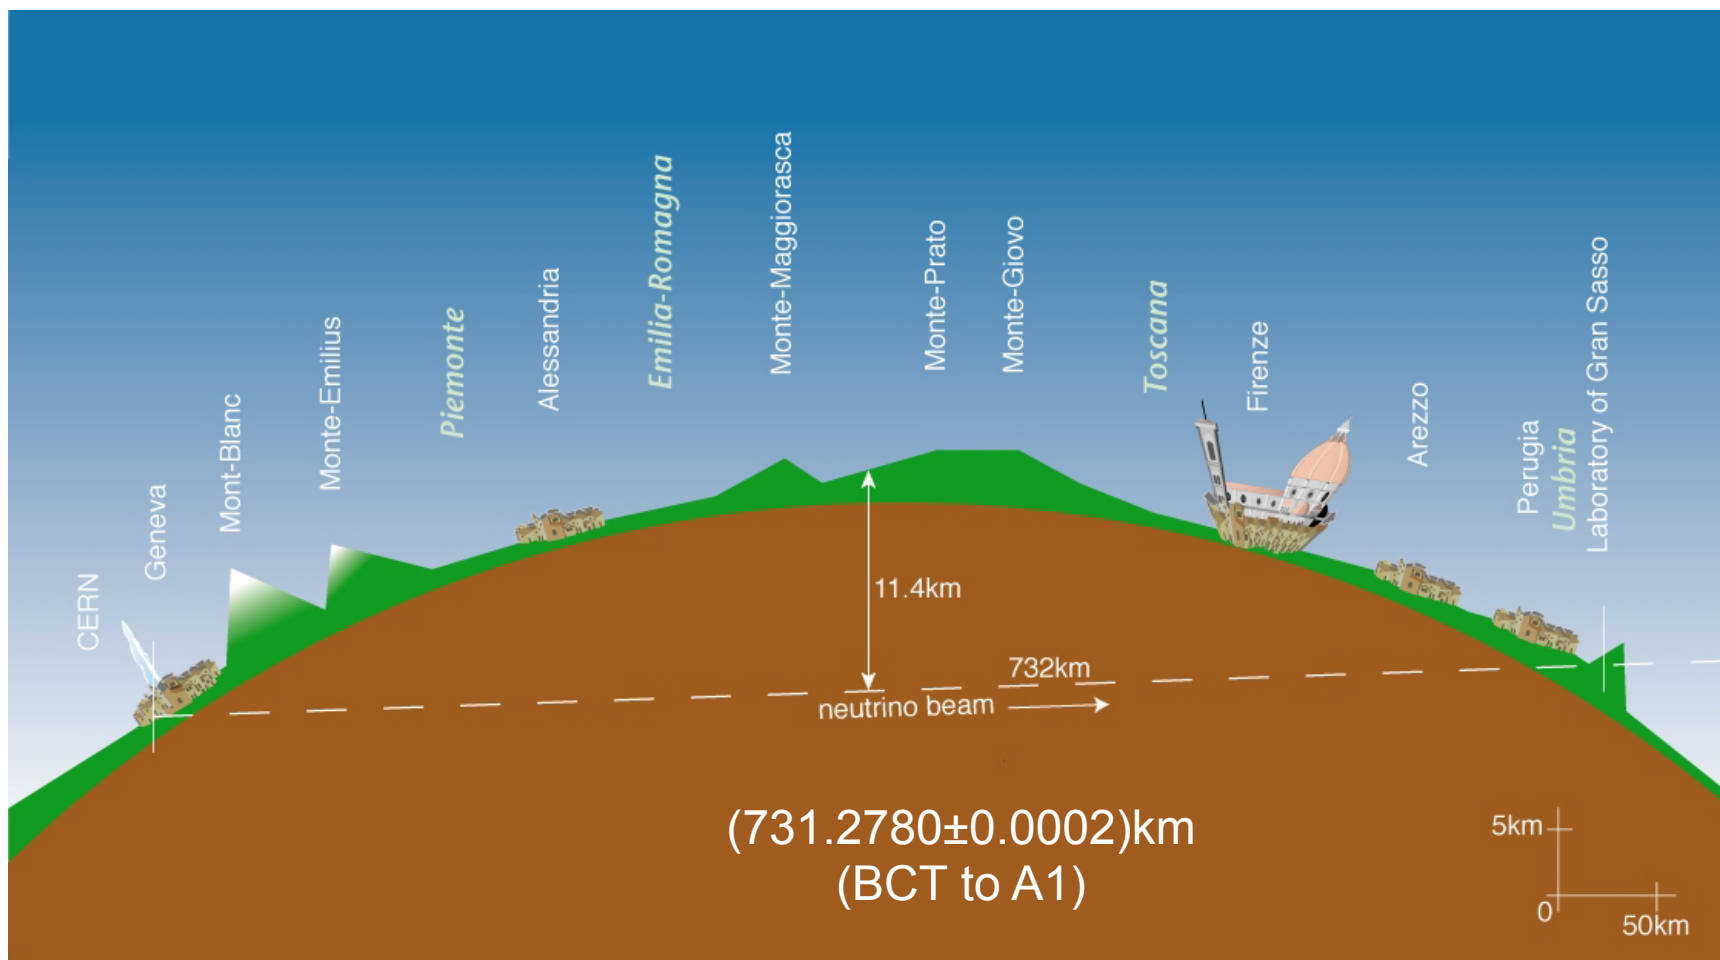 CERN
Geneva
Mont-Blanc
Monte-Emilius
Piemonte
Alessandria
Emilia-Romagna
Monte-Maggiorasca
Monte-Prato
Monte-Giovo
Toscana
Firenze
Arezzo
Perugia
Umbria
Laboratory of Gran Sasso
11.4km
732km
neutrino beam
(731.2780±0.0002)km
(BCT to A1)
5km
0
50km